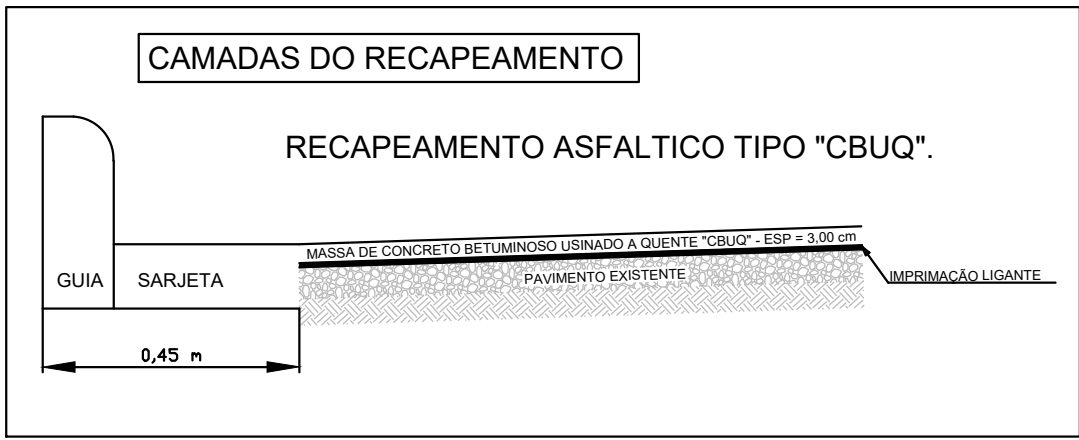 CAMADAS DO RECAPEAMENTO
RECAPEAMENTO ASFALTICO TIPO "CBUQ".
MASSA DE CONCRETO BETUMINOSO USINADO A QUENTE "CBUQ" - ESP = 3,00 cm
GUIA
SARJETA
PAVIMENTO EXISTENTE
IMPRIMAÇÃO LIGANTE
0,45 m